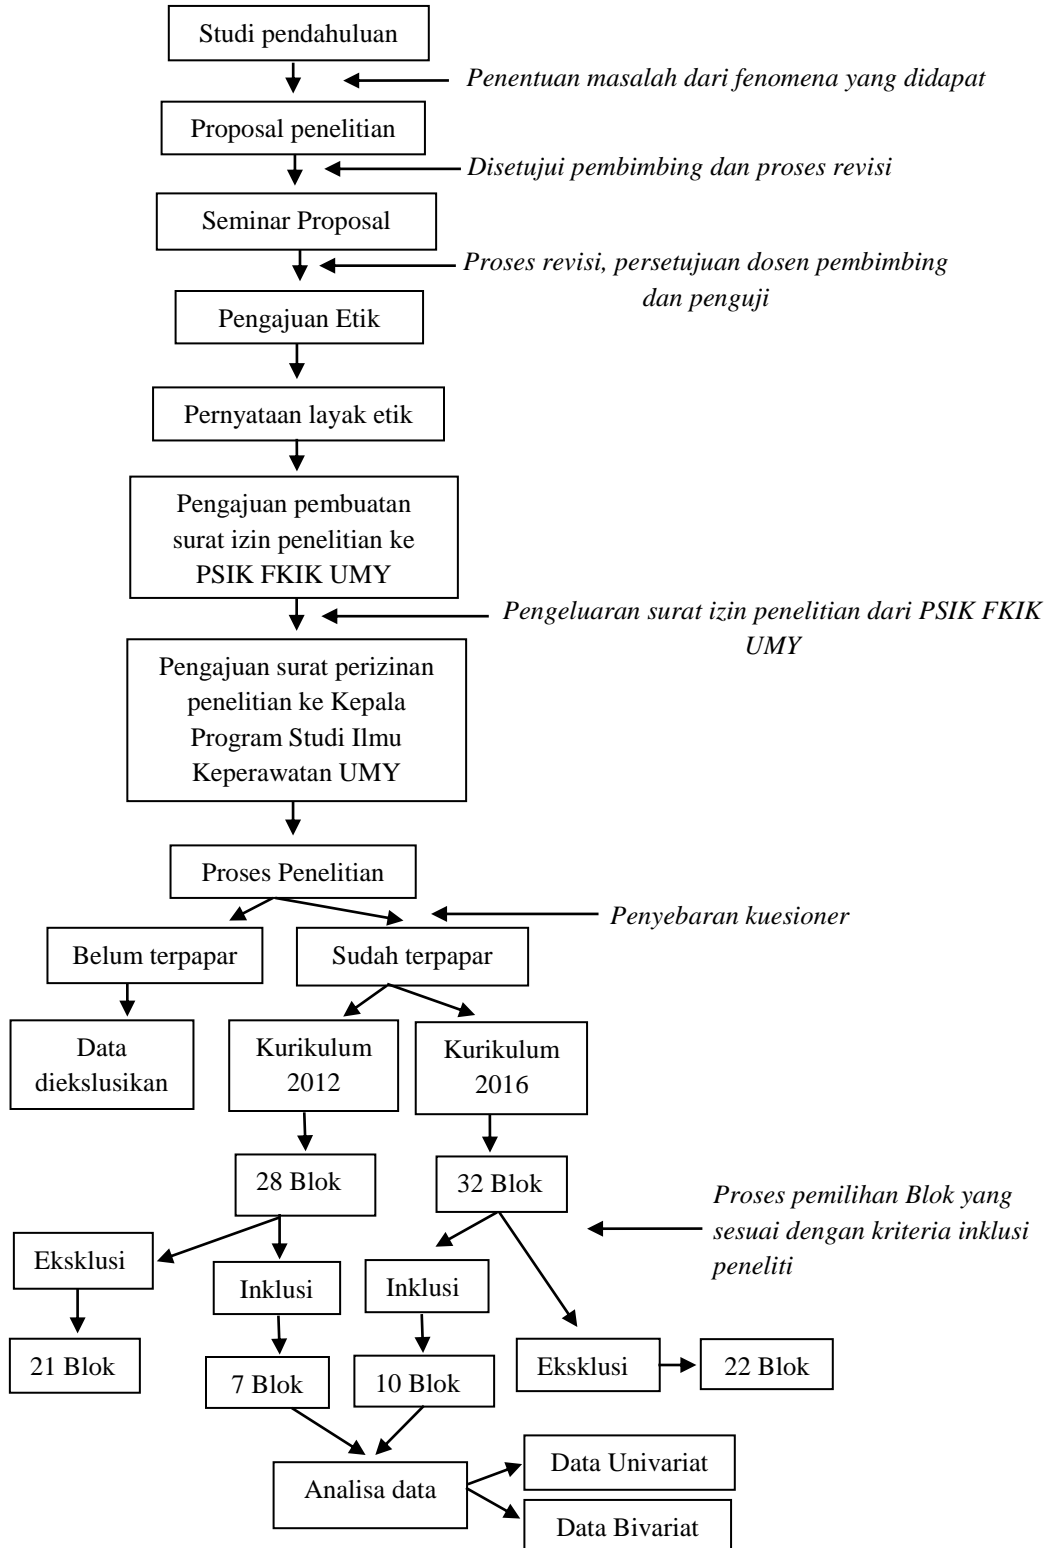 Studi pendahuluan
Penentuan masalah dari fenomena yang didapat
Proposal penelitian
Disetujui pembimbing dan proses revisi
Seminar Proposal
Proses revisi, persetujuan dosen pembimbing
dan penguji
Pengajuan Etik
Pernyataan layak etik
Pengajuan pembuatan
surat izin penelitian ke
PSIK FKIK UMY
Pengeluaran surat izin penelitian dari PSIK FKIK
UMY
Pengajuan surat perizinan
penelitian ke Kepala
Program Studi Ilmu
Keperawatan UMY
Proses Penelitian
Penyebaran kuesioner
Belum terpapar
Sudah terpapar
Data
diekslusikan
Kurikulum
2012
Kurikulum
2016
28 Blok
32 Blok
Proses pemilihan Blok yang
sesuai dengan kriteria inklusi
peneliti
Eksklusi
Inklusi
Inklusi
Eksklusi
21 Blok
7 Blok
10 Blok
22 Blok
Analisa data
Data Univariat
Data Bivariat